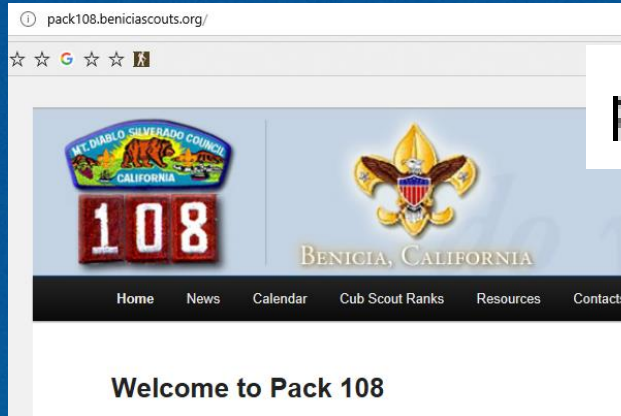 pack108.beniciascouts.org/
MT. DIABLO SILVERADO COUNCIL
CALIFORNIA
108
BENICIA, CALIFORNIA
Home News Calendar Cub Scout Ranks Resources Contacts
Welcome to Pack 108